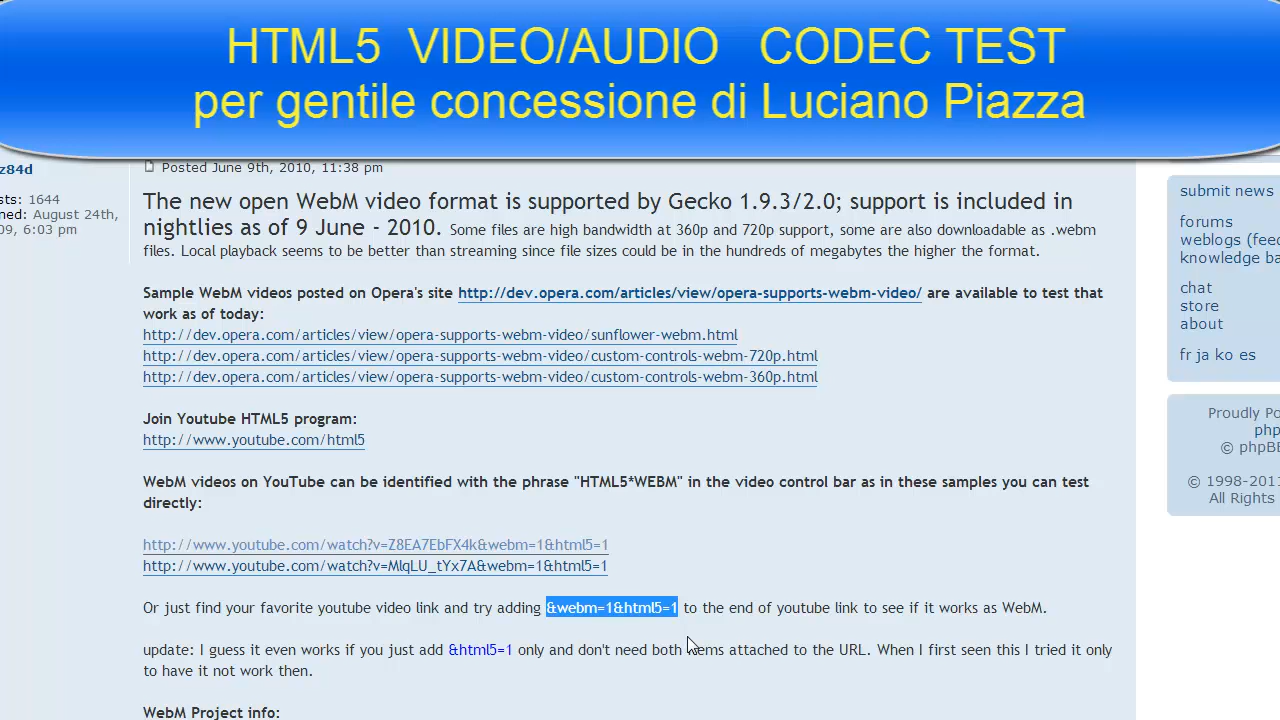 HTML5 VIDEO/AUDIO CODEC TEST
per gentile concessione di Luciano Piazza
z84d
Posted June 9th, 2010, 11:38 pm
sts: 1644
ned: August 24th,
09, 6:03 pm
The new open WebM video format is supported by Gecko 1.9.3/2.0; support is included in
nightlies as of 9 June - 2010. Some files are high bandwidth at 360p and 720p support, some are also downloadable as .webm
files. Local playback seems to be better than streaming since file sizes could be in the hundreds of megabytes the higher the format.
Sample WebM videos posted on Opera's site http://dev.opera.com/articles/view/opera-supports-webm-video/ are available to test that
work as of today:
http://dev.opera.com/articles/view/opera-supports-webm-video/sunflower-webm.html
http://dev.opera.com/articles/view/opera-supports-webm-video/custom-controls-webm-720p.html
http://dev.opera.com/articles/view/opera-supports-webm-video/custom-controls-webm-360p.html
Join Youtube HTML5 program:
http://www.youtube.com/html5
WebM videos on YouTube can be identified with the phrase "HTML5*WEBM" in the video control bar as in these samples you can test
directly:
http://www.youtube.com/watch?v=Z8EA7EbFX4k&webm=1&html5=1
http://www.youtube.com/watch?v=MlqLU_tYx7A&webm=1&html5=1
Or just find your favorite youtube video link and try adding &webm=1&html5=1 to the end of youtube link to see if it works as WebM.
update: I guess it even works if you just add &html5=1 only and don't need both items attached to the URL. When I first seen this I tried it only
to have it not work then.
WebM Project info:
submit news
forums
weblogs (feed
knowledge ba
chat
store
about
fr ja ko es
Proudly Po
php
© phpBB
© 1998-2011
All Rights